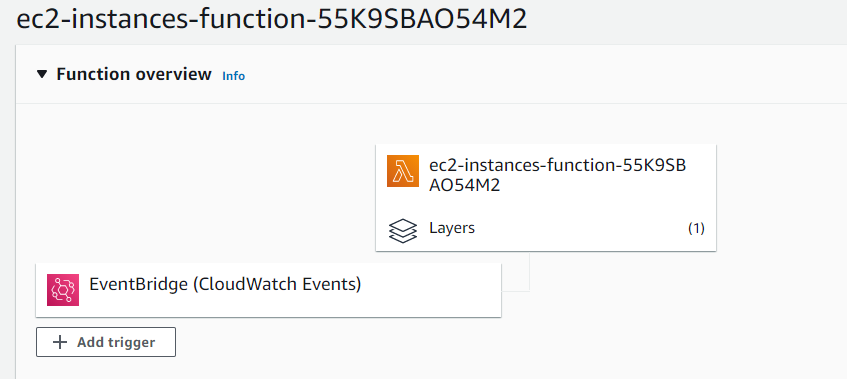 ec2-instances-function-55K9SBAO54M2
Function overview Info
ec2-instances-function-55K9SB
AO54M2
Layers (1)
EventBridge (CloudWatch Events)
Add trigger